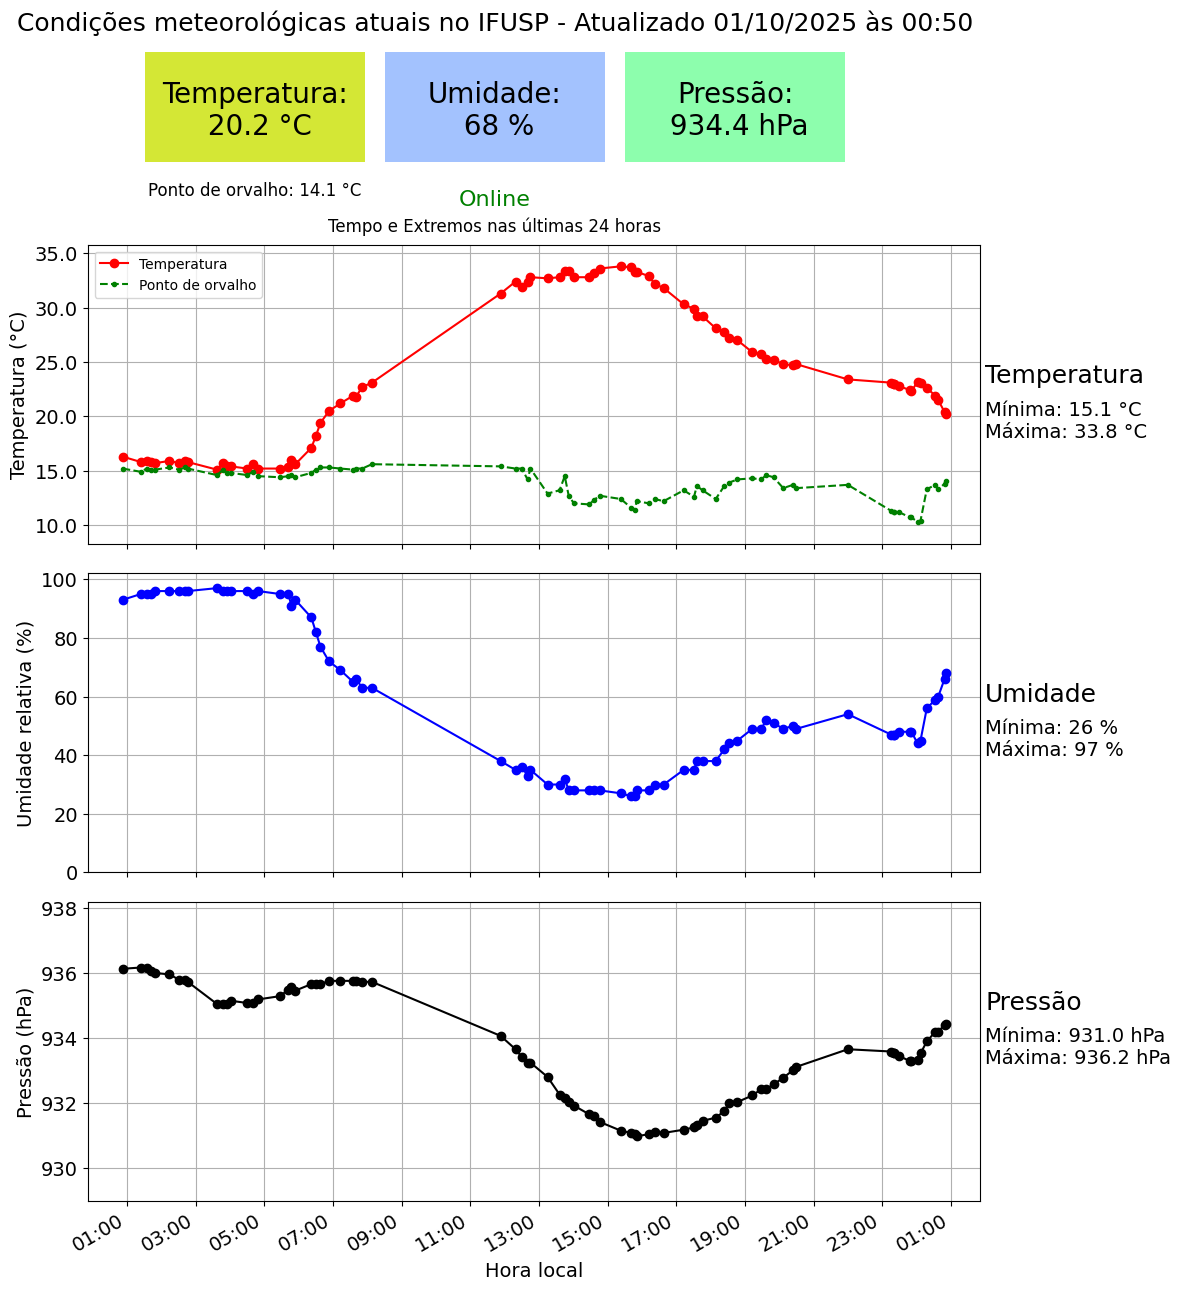 Condições meteorológicas atuais no IFUSP - Atualizado 01/10/2025 às 00:50
Temperatura:
20.2 °C
Umidade:
68 %
Pressão:
934.4 hPa
Ponto de orvalho: 14.1 °C
Online
Tempo e Extremos nas últimas 24 horas
Temperatura
Ponto de orvalho
Temperatura (°C)
35.0
30.0
25.0
20.0
15.0
10.0
Temperatura
Mínima: 15.1 °C
Máxima: 33.8 °C
Umidade relativa (%)
100
80
60
40
20
0
Umidade
Mínima: 26 %
Máxima: 97 %
Pressão (hPa)
938
936
934
932
930
Pressão
Mínima: 931.0 hPa
Máxima: 936.2 hPa
01:00
03:00
05:00
07:00
09:00
11:00
13:00
15:00
17:00
19:00
21:00
23:00
01:00
Hora local